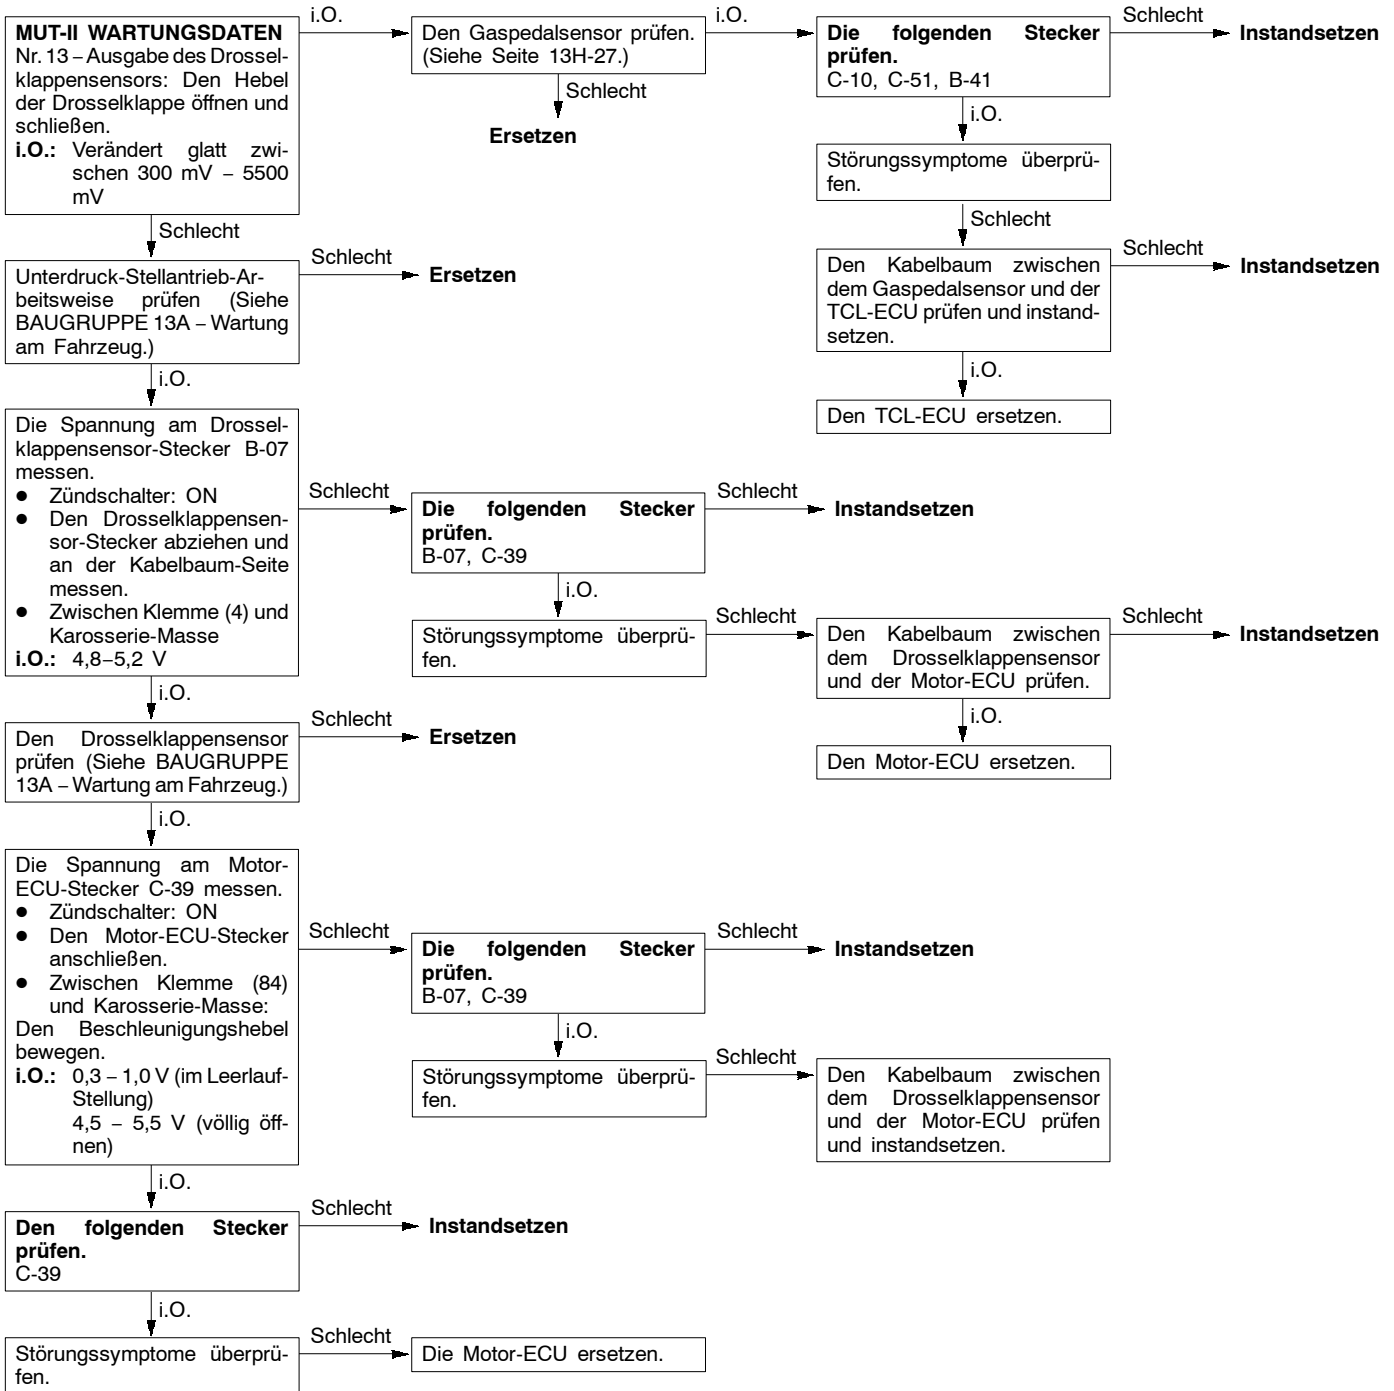 MUT-II WARTUNGSDATEN
Nr. 13 – Ausgabe des Drossel-
klappensensors: Den Hebel
der Drosselklappe öffnen und
schließen.
i.O.: Verändert glatt zwi-
schen 300 mV – 5500
mV
i.O.
Den Gaspedalsensor prüfen.
(Siehe Seite 13H-27.)
i.O.
Die folgenden Stecker
prüfen.
C-10, C-51, B-41
Schlecht
Instandsetzen
Schlecht
Ersetzen
i.O.
Störungssymptome überprü-
fen.
Schlecht
Schlecht
Unterdruck-Stellantrieb-Ar-
beitsweise prüfen (Siehe
BAUGRUPPE 13A – Wartung
am Fahrzeug.)
Schlecht
Ersetzen
Den Kabelbaum zwischen
dem Gaspedalsensor und der
TCL-ECU prüfen und instand-
setzen.
Schlecht
Instandsetzen
i.O.
Den TCL-ECU ersetzen.
i.O.
Die Spannung am Drossel-
klappensensor-Stecker B-07
messen.
● Zündschalter: ON
● Den Drosselklappensen-
sor-Stecker abziehen und
an der Kabelbaum-Seite
messen.
● Zwischen Klemme (4) und
Karosserie-Masse
i.O.: 4,8–5,2 V
Schlecht
Die folgenden Stecker
prüfen.
B-07, C-39
Schlecht
Instandsetzen
i.O.
Störungssymptome überprü-
fen.
Schlecht
Den Kabelbaum zwischen
dem Drosselklappensensor
und der Motor-ECU prüfen.
Schlecht
Instandsetzen
i.O.
Den Motor-ECU ersetzen.
i.O.
Den Drosselklappensensor
prüfen (Siehe BAUGRUPPE
13A – Wartung am Fahrzeug.)
Schlecht
Ersetzen
i.O.
Die Spannung am Motor-
ECU-Stecker C-39 messen.
● Zündschalter: ON
● Den Motor-ECU-Stecker
anschließen.
● Zwischen Klemme (84)
und Karosserie-Masse:
Den Beschleunigungshebel
bewegen.
i.O.: 0,3 – 1,0 V (im Leerlauf-
Stellung)
4,5 – 5,5 V (völlig öff-
nen)
Schlecht
Die folgenden Stecker
prüfen.
B-07, C-39
Schlecht
Instandsetzen
i.O.
Störungssymptome überprü-
fen.
Schlecht
Den Kabelbaum zwischen
dem Drosselklappensensor
und der Motor-ECU prüfen
und instandsetzen.
i.O.
Den folgenden Stecker
prüfen.
C-39
Schlecht
Instandsetzen
i.O.
Störungssymptome überprü-
fen.
Schlecht
Die Motor-ECU ersetzen.